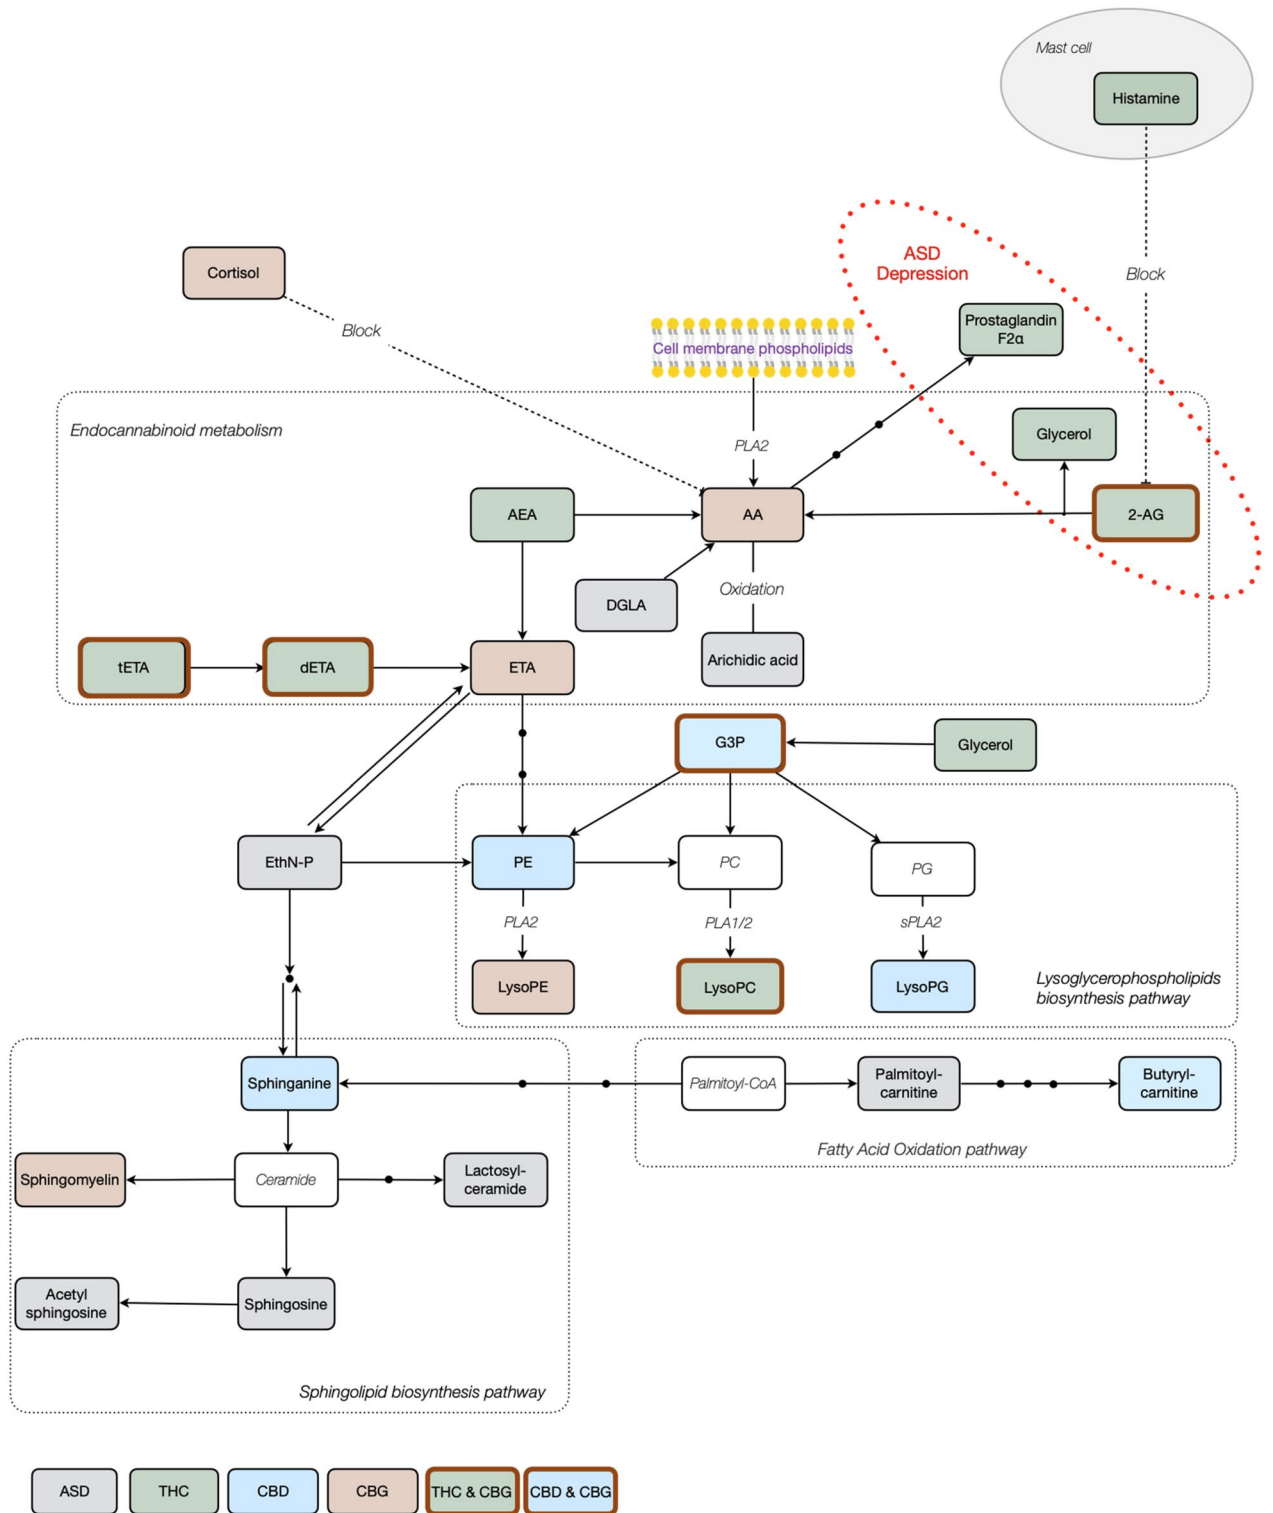 Mast cell
Histamine
ASD
Depression
Cortisol
Block
Block
Prostaglandin
F2α
Cell membrane phospholipids
Endocannabinoid metabolism
PLA2
Glycerol
AEA
AA
2-AG
DGLA
Oxidation
tETA
dETA
ETA
Arichidic acid
G3P
Glycerol
EthN-P
PE
PC
PG
PLA2
PLA1/2
sPLA2
LysoPE
LysoPC
LysoPG
Lysoglycerophospholipids
biosynthesis pathway
Sphinganine
Palmitoyl-CoA
Palmitoyl-
carnitine
Butyryl-
carnitine
Fatty Acid Oxidation pathway
Sphingomyelin
Ceramide
Lactosyl-
ceramide
Acetyl
sphingosine
Sphingosine
Sphingolipid biosynthesis pathway
ASD
THC
CBD
CBG
THC & CBG
CBD & CBG